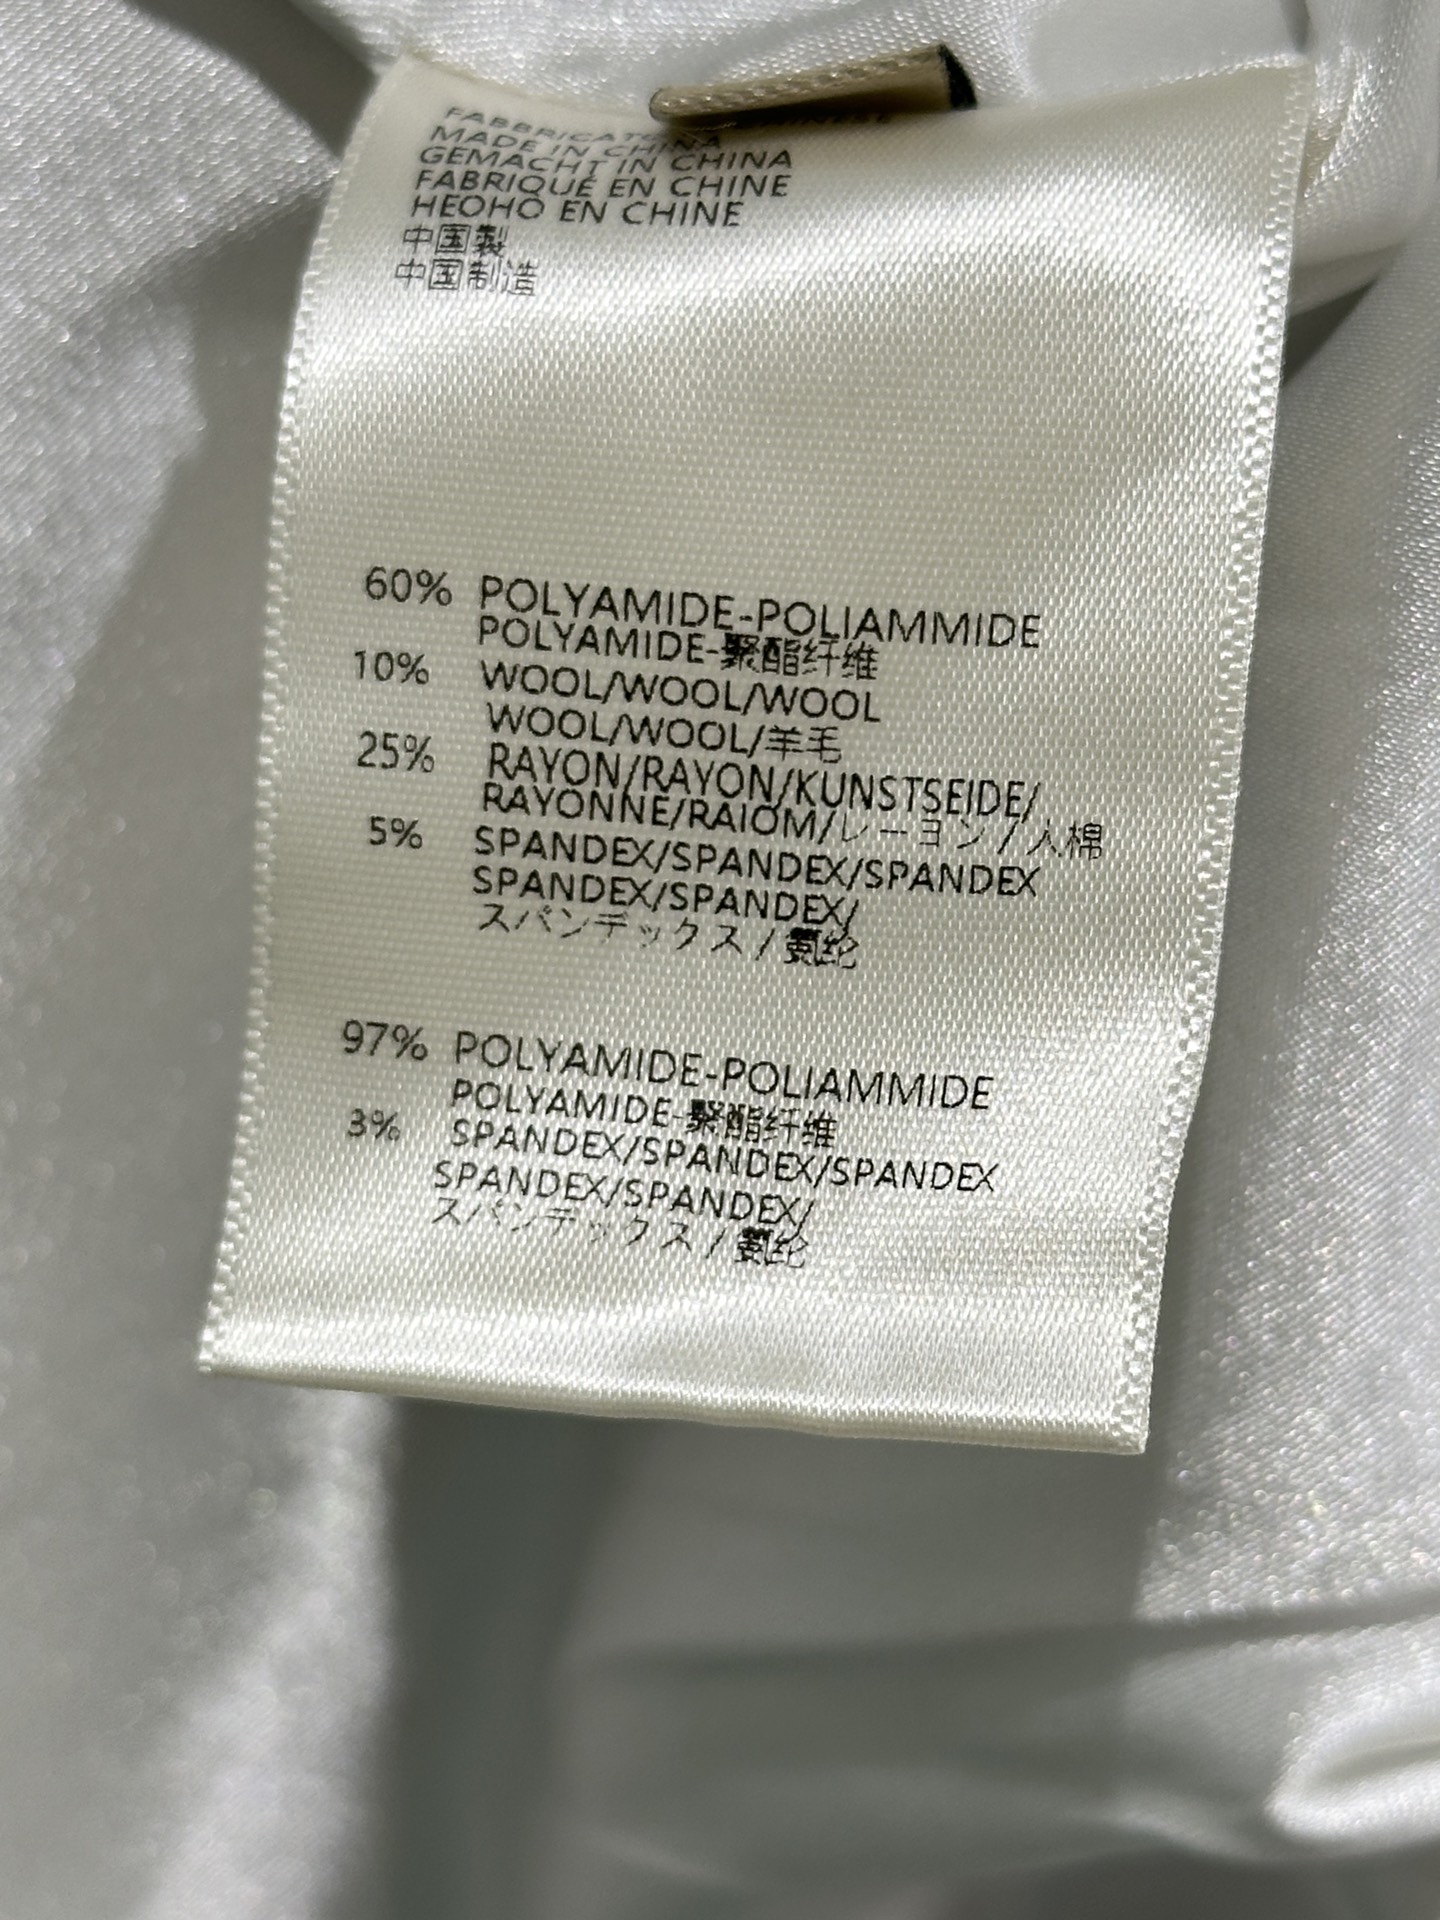 FABBRICATO
MADE IN CHINA
GEMACHT IN CHINA
FABRIQUÉ EN CHINE
HEOHO EN CHINE
中国製
中国制造
60% POLYAMIDE-POLIAMMIDE
POLYAMIDE-聚酯纤维
10% WOOL/WOOL/WOOL
WOOL/WOOL/羊毛
25% RAYON/RAYON/KUNSTSEIDE/
RAYONNE/RAIOM/レーヨン/人棉
5% SPANDEX/SPANDEX/SPANDEX
SPANDEX/SPANDEX/
スパンデックス/氨纶
97% POLYAMIDE-POLIAMMIDE
POLYAMIDE-聚酯纤维
3% SPANDEX/SPANDEX/SPANDEX
SPANDEX/SPANDEX/
スパンデックス/氨纶